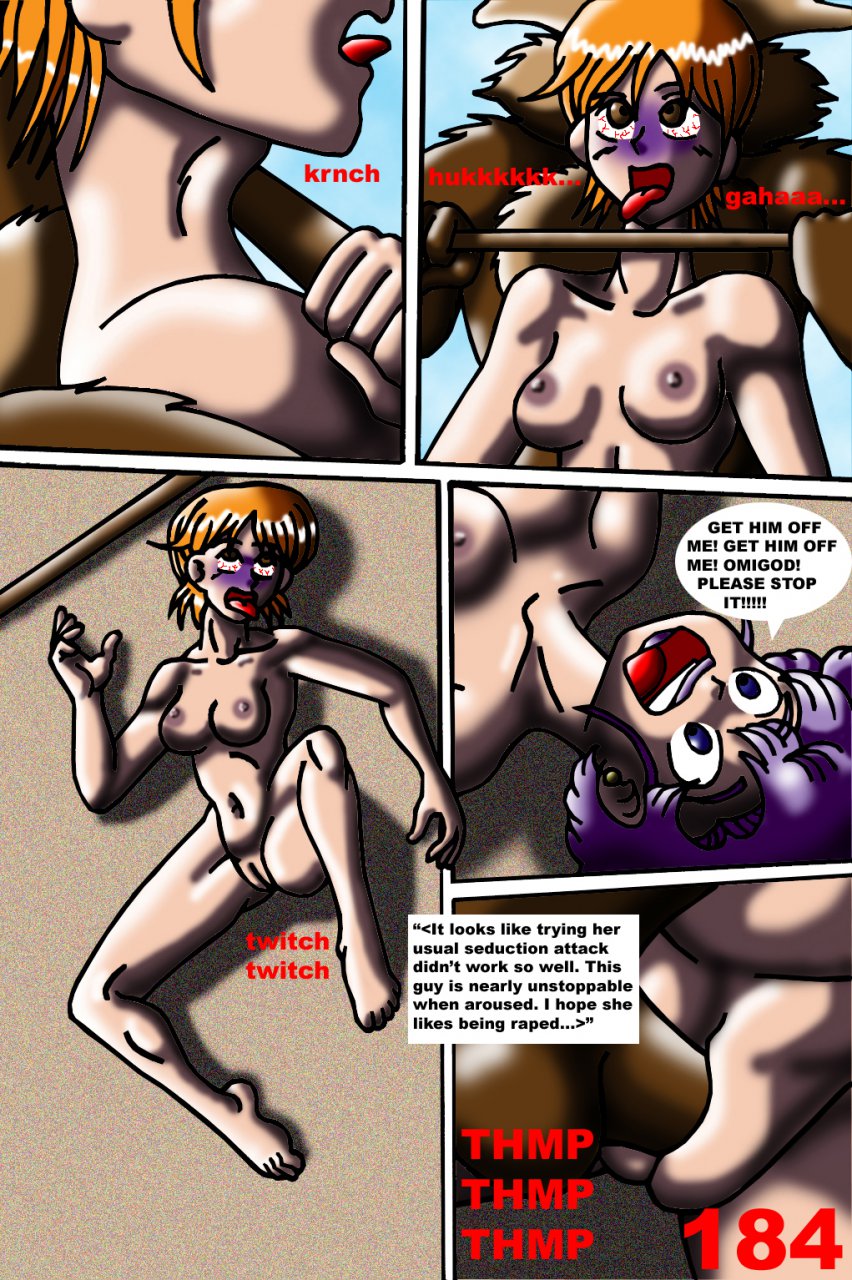 krnch
hukkkkkk...
gahaaa...
GET HIM OFF
ME! GET HIM OFF
ME! OMIGOD!
PLEASE STOP
IT!!!!!
twitch
twitch
“<It looks like trying her
usual seduction attack
didn’t work so well. This
guy is nearly unstoppable
when aroused. I hope she
likes being raped...>”
THMP
THMP
THMP
184